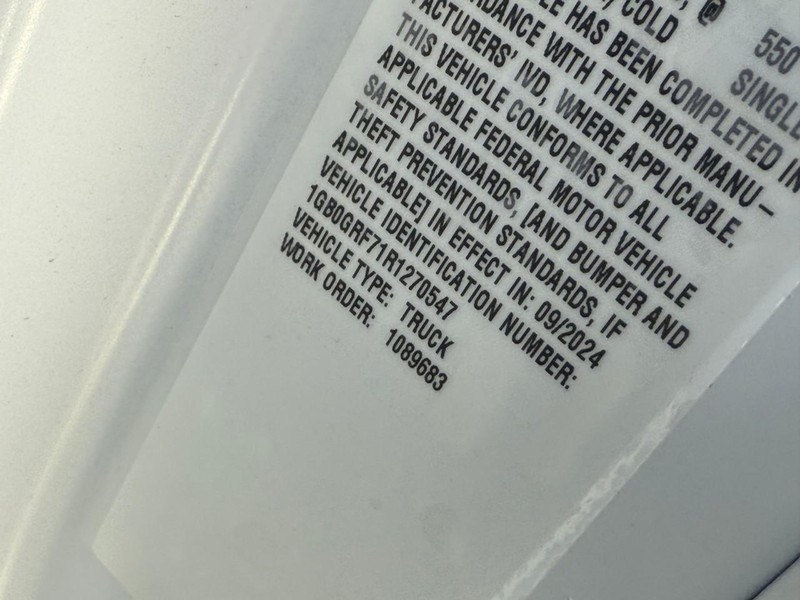 , @ 550
COLD SINGLE
LE HAS BEEN COMPLETED IN
DANCE WITH THE PRIOR MANU-
FACTURERS' IVD, WHERE APPLICABLE.
THIS VEHICLE CONFORMS TO ALL
APPLICABLE FEDERAL MOTOR VEHICLE
SAFETY STANDARDS, [AND BUMPER AND
THEFT PREVENTION STANDARDS, IF
APPLICABLE] IN EFFECT IN: 09/2024
VEHICLE IDENTIFICATION NUMBER:
1GB0GRF71R1270547
VEHICLE TYPE: TRUCK
WORK ORDER: 1089683